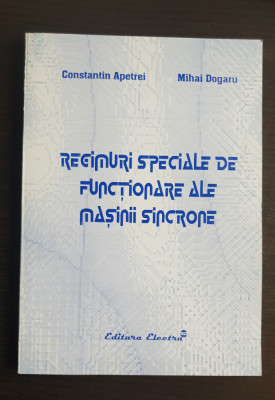 Constantin Apetrei Mihai Dogaru
REGIMURI SPECIALE DE
FUNCȚIONARE ALE
MAȘINII SINCRONE
Editura Electra